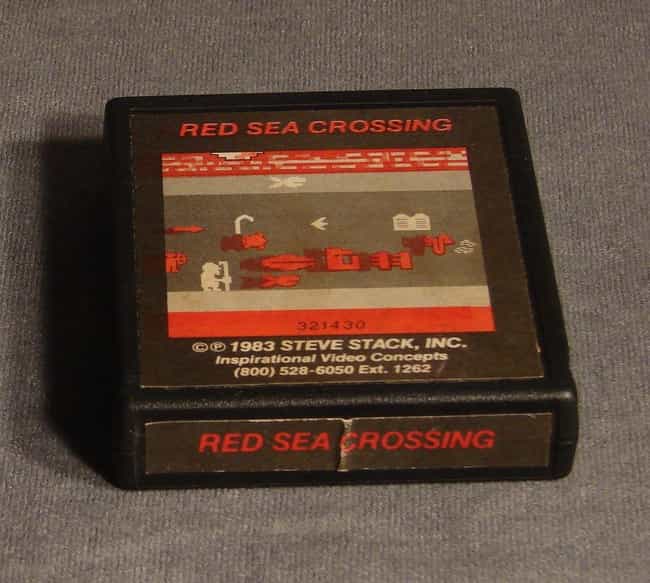 RED SEA CROSSING
321430
©℗ 1983 STEVE STACK, INC.
Inspirational Video Concepts
(800) 528-6050 Ext. 1262
RED SEA CROSSING